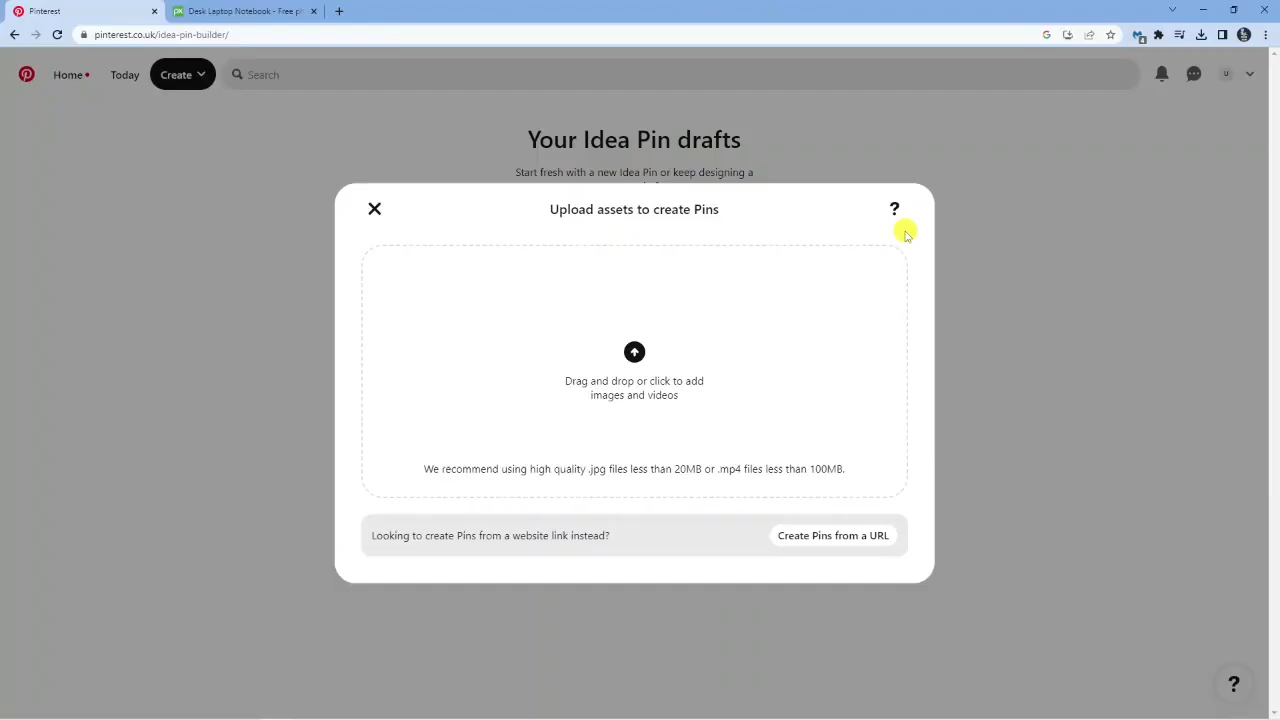 Pinterest
Desk Laptop Notebook - Free p
pinterest.co.uk/idea-pin-builder/
Home
Today
Create
Search
U
Your Idea Pin drafts
Start fresh with a new Idea Pin or keep designing a
Upload assets to create Pins
?
Drag and drop or click to add
images and videos
We recommend using high quality .jpg files less than 20MB or .mp4 files less than 100MB.
Looking to create Pins from a website link instead?
Create Pins from a URL
?